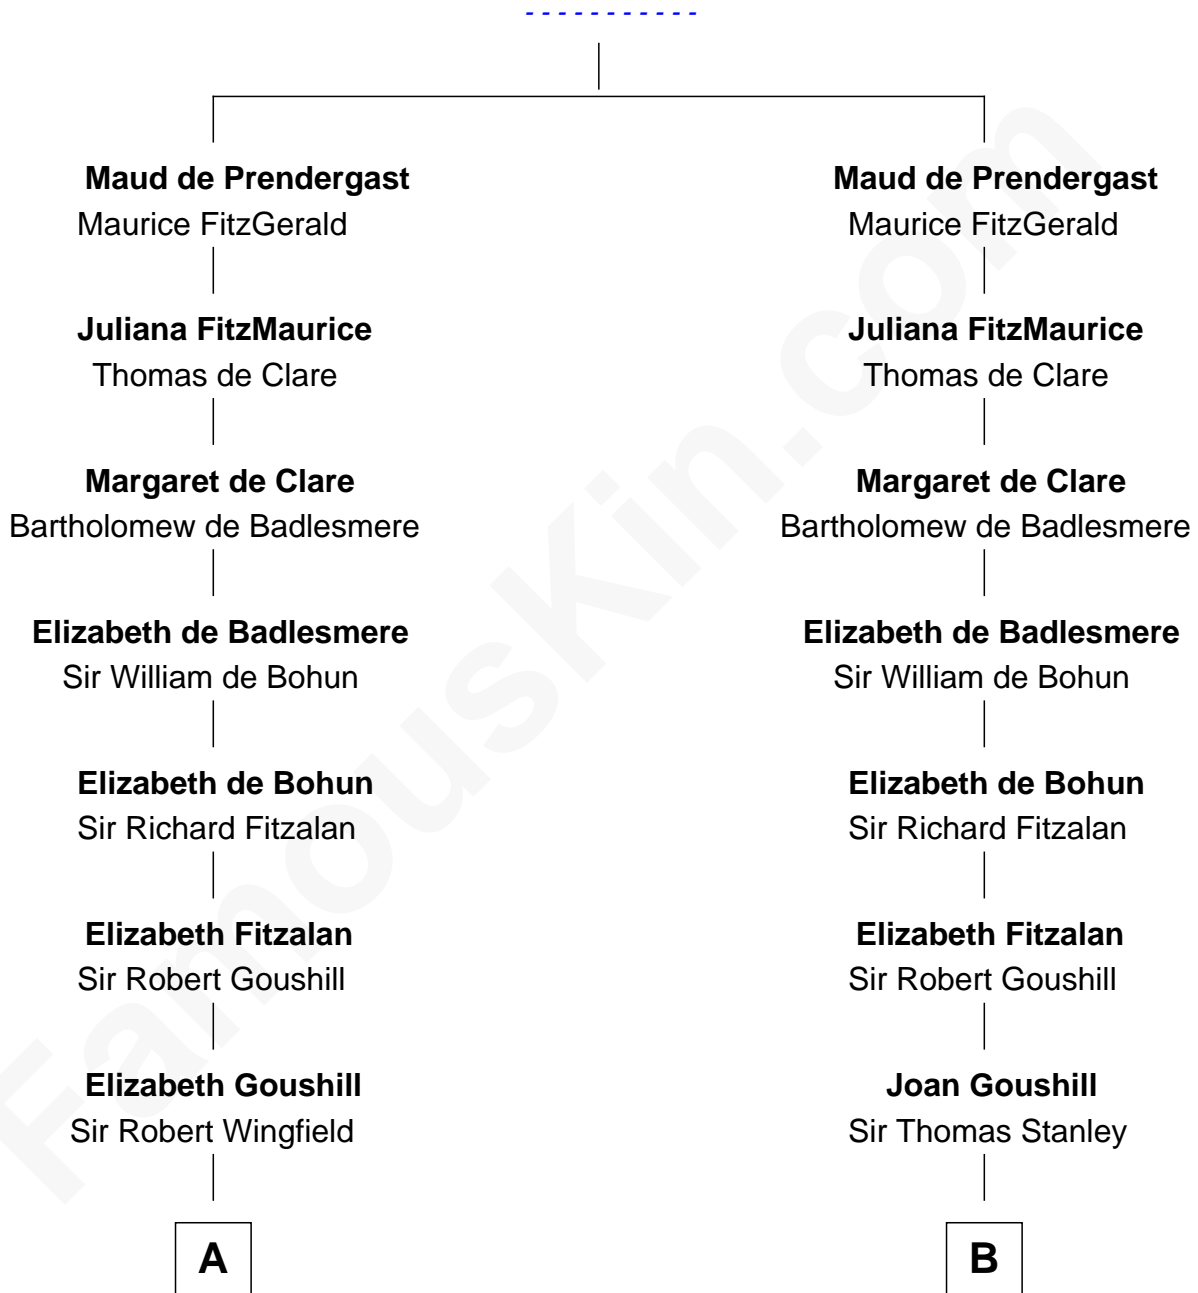 - - - - - - - - - - -
Maud de Prendergast
Maurice FitzGerald
Juliana FitzMaurice
Thomas de Clare
Margaret de Clare
Bartholomew de Badlesmere
Elizabeth de Badlesmere
Sir William de Bohun
Elizabeth de Bohun
Sir Richard Fitzalan
Elizabeth Fitzalan
Sir Robert Goushill
Elizabeth Goushill
Sir Robert Wingfield
A
Maud de Prendergast
Maurice FitzGerald
Juliana FitzMaurice
Thomas de Clare
Margaret de Clare
Bartholomew de Badlesmere
Elizabeth de Badlesmere
Sir William de Bohun
Elizabeth de Bohun
Sir Richard Fitzalan
Elizabeth Fitzalan
Sir Robert Goushill
Joan Goushill
Sir Thomas Stanley
B
FamousKin.com